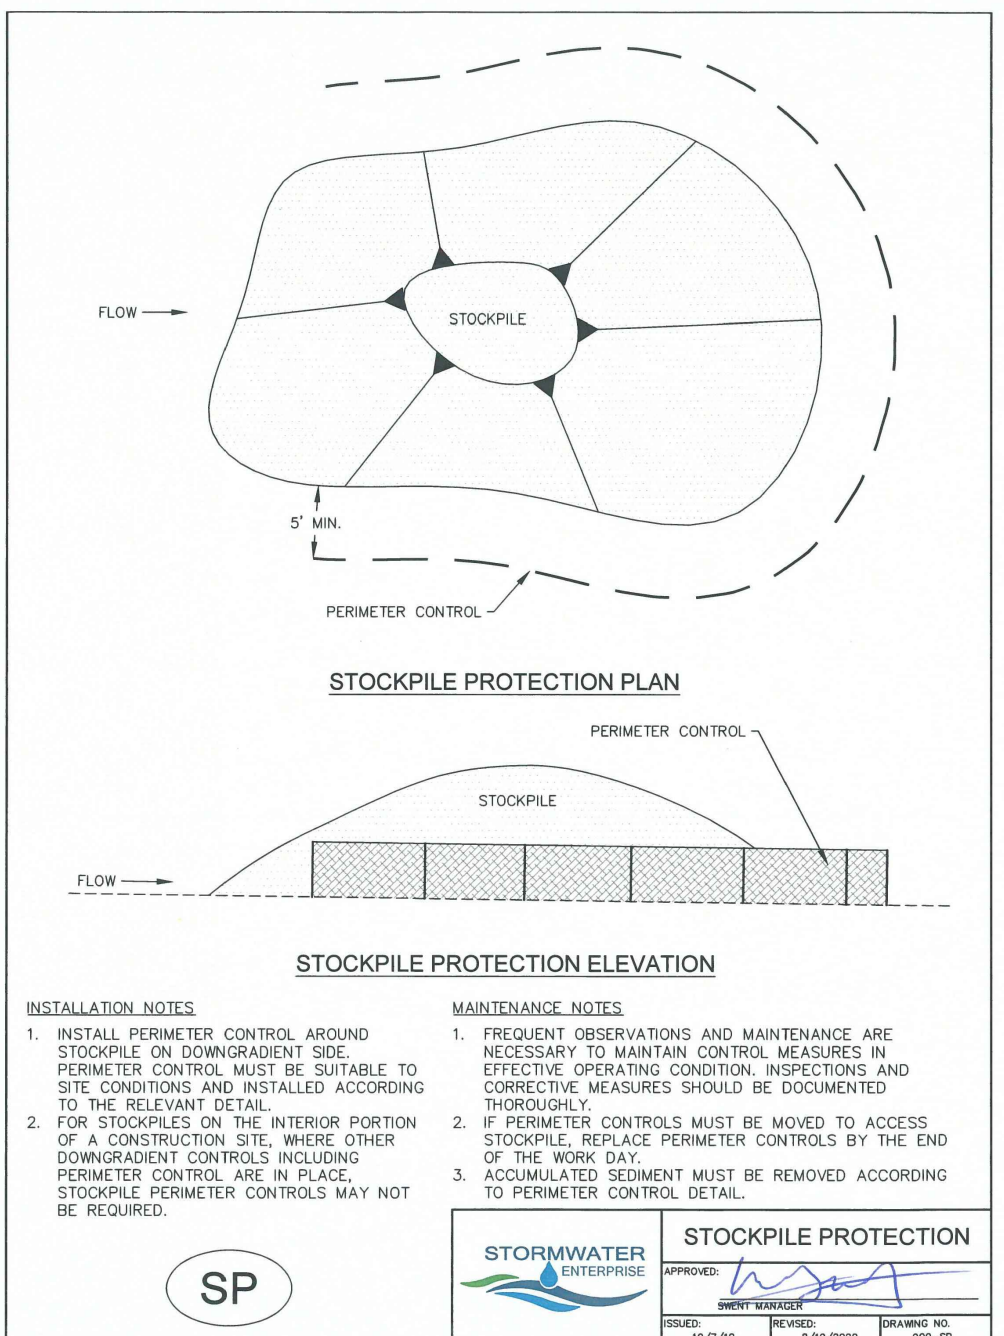 FLOW
STOCKPILE
5' MIN.
PERIMETER CONTROL
STOCKPILE PROTECTION PLAN
PERIMETER CONTROL
STOCKPILE
FLOW
STOCKPILE PROTECTION ELEVATION
INSTALLATION NOTES
1. INSTALL PERIMETER CONTROL AROUND
STOCKPILE ON DOWNGRADIENT SIDE.
PERIMETER CONTROL MUST BE SUITABLE TO
SITE CONDITIONS AND INSTALLED ACCORDING
TO THE RELEVANT DETAIL.
2. FOR STOCKPILES ON THE INTERIOR PORTION
OF A CONSTRUCTION SITE, WHERE OTHER
DOWNGRADIENT CONTROLS INCLUDING
PERIMETER CONTROL ARE IN PLACE,
STOCKPILE PERIMETER CONTROLS MAY NOT
BE REQUIRED.
MAINTENANCE NOTES
1. FREQUENT OBSERVATIONS AND MAINTENANCE ARE
NECESSARY TO MAINTAIN CONTROL MEASURES IN
EFFECTIVE OPERATING CONDITION. INSPECTIONS AND
CORRECTIVE MEASURES SHOULD BE DOCUMENTED
THOROUGHLY.
2. IF PERIMETER CONTROLS MUST BE MOVED TO ACCESS
STOCKPILE, REPLACE PERIMETER CONTROLS BY THE END
OF THE WORK DAY.
3. ACCUMULATED SEDIMENT MUST BE REMOVED ACCORDING
TO PERIMETER CONTROL DETAIL.
SP
STORMWATER
ENTERPRISE
STOCKPILE PROTECTION
APPROVED:
SWENT MANAGER
ISSUED:
REVISED:
DRAWING NO.